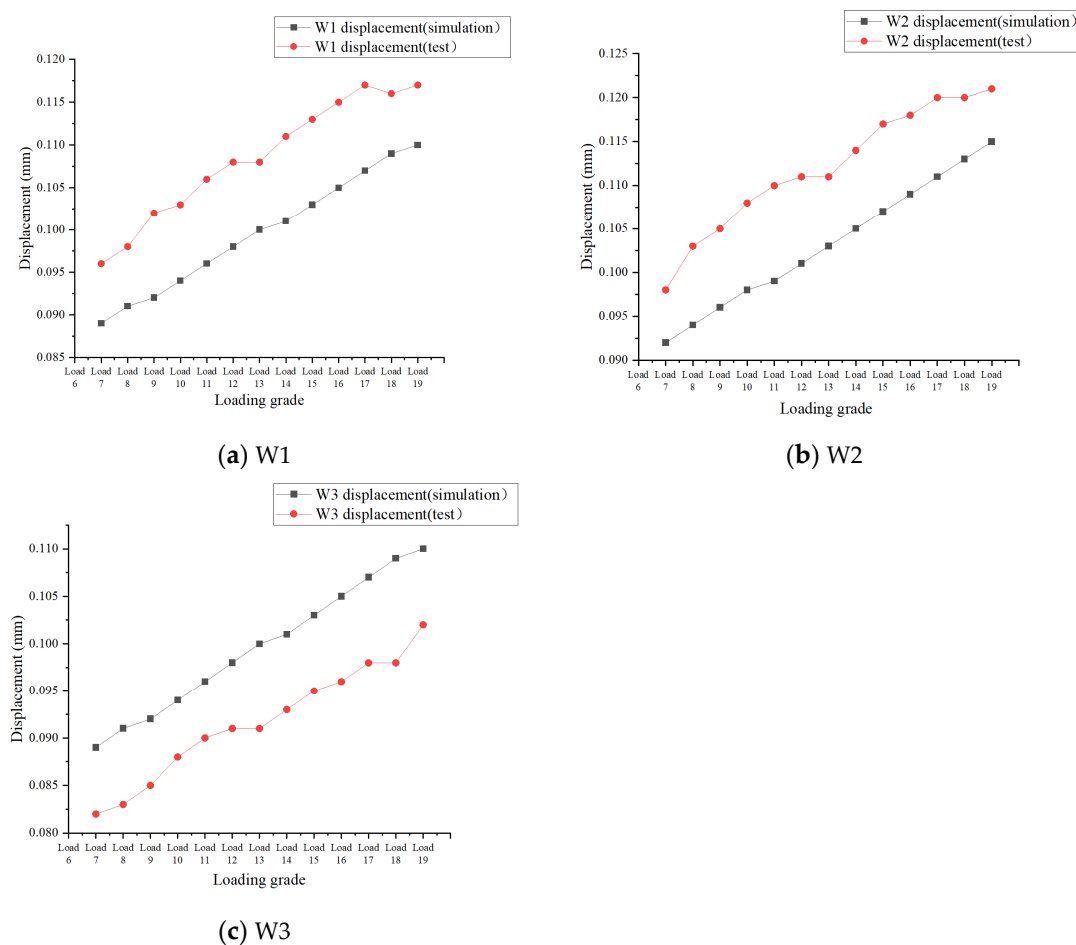 W1 displacement(simulation）
W1 displacement(test）
0.120
0.115
0.110
0.105
0.100
0.095
0.090
0.085
Displacement (mm)
Load Load Load Load Load Load Load Load Load Load Load Load Load Load
6 7 8 9 10 11 12 13 14 15 16 17 18 19
Loading grade
(a) W1
W2 displacement(simulation）
W2 displacement(test）
0.125
0.120
0.115
0.110
0.105
0.100
0.095
0.090
Displacement (mm)
Load Load Load Load Load Load Load Load Load Load Load Load Load Load
6 7 8 9 10 11 12 13 14 15 16 17 18 19
Loading grade
(b) W2
W3 displacement(simulation）
W3 displacement(test）
0.110
0.105
0.100
0.095
0.090
0.085
0.080
Displacement (mm)
Load Load Load Load Load Load Load Load Load Load Load Load Load Load
6 7 8 9 10 11 12 13 14 15 16 17 18 19
Loading grade
(c) W3